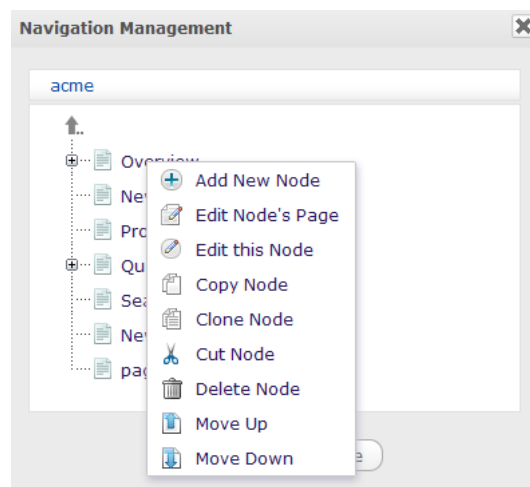 Navigation Management
acme
Overview
Add New Node
Edit Node's Page
Edit this Node
Copy Node
Clone Node
Cut Node
Delete Node
Move Up
Move Down